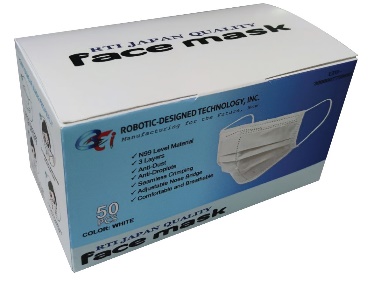 RTI JAPAN QUALITY
face mask
RTi
ROBOTIC-DESIGNED TECHNOLOGY, INC.
Manufacturing for the Future, Now
✓ N99 Level Material
✓ 3 Layers
✓ Anti-Dust
✓ Anti-Droplets
✓ Seamless Crimping
✓ Adjustable Nose Bridge
✓ Comfortable and Breathable
50
PCS
COLOR: WHITE
RTI JAPAN QUALITY
face mask